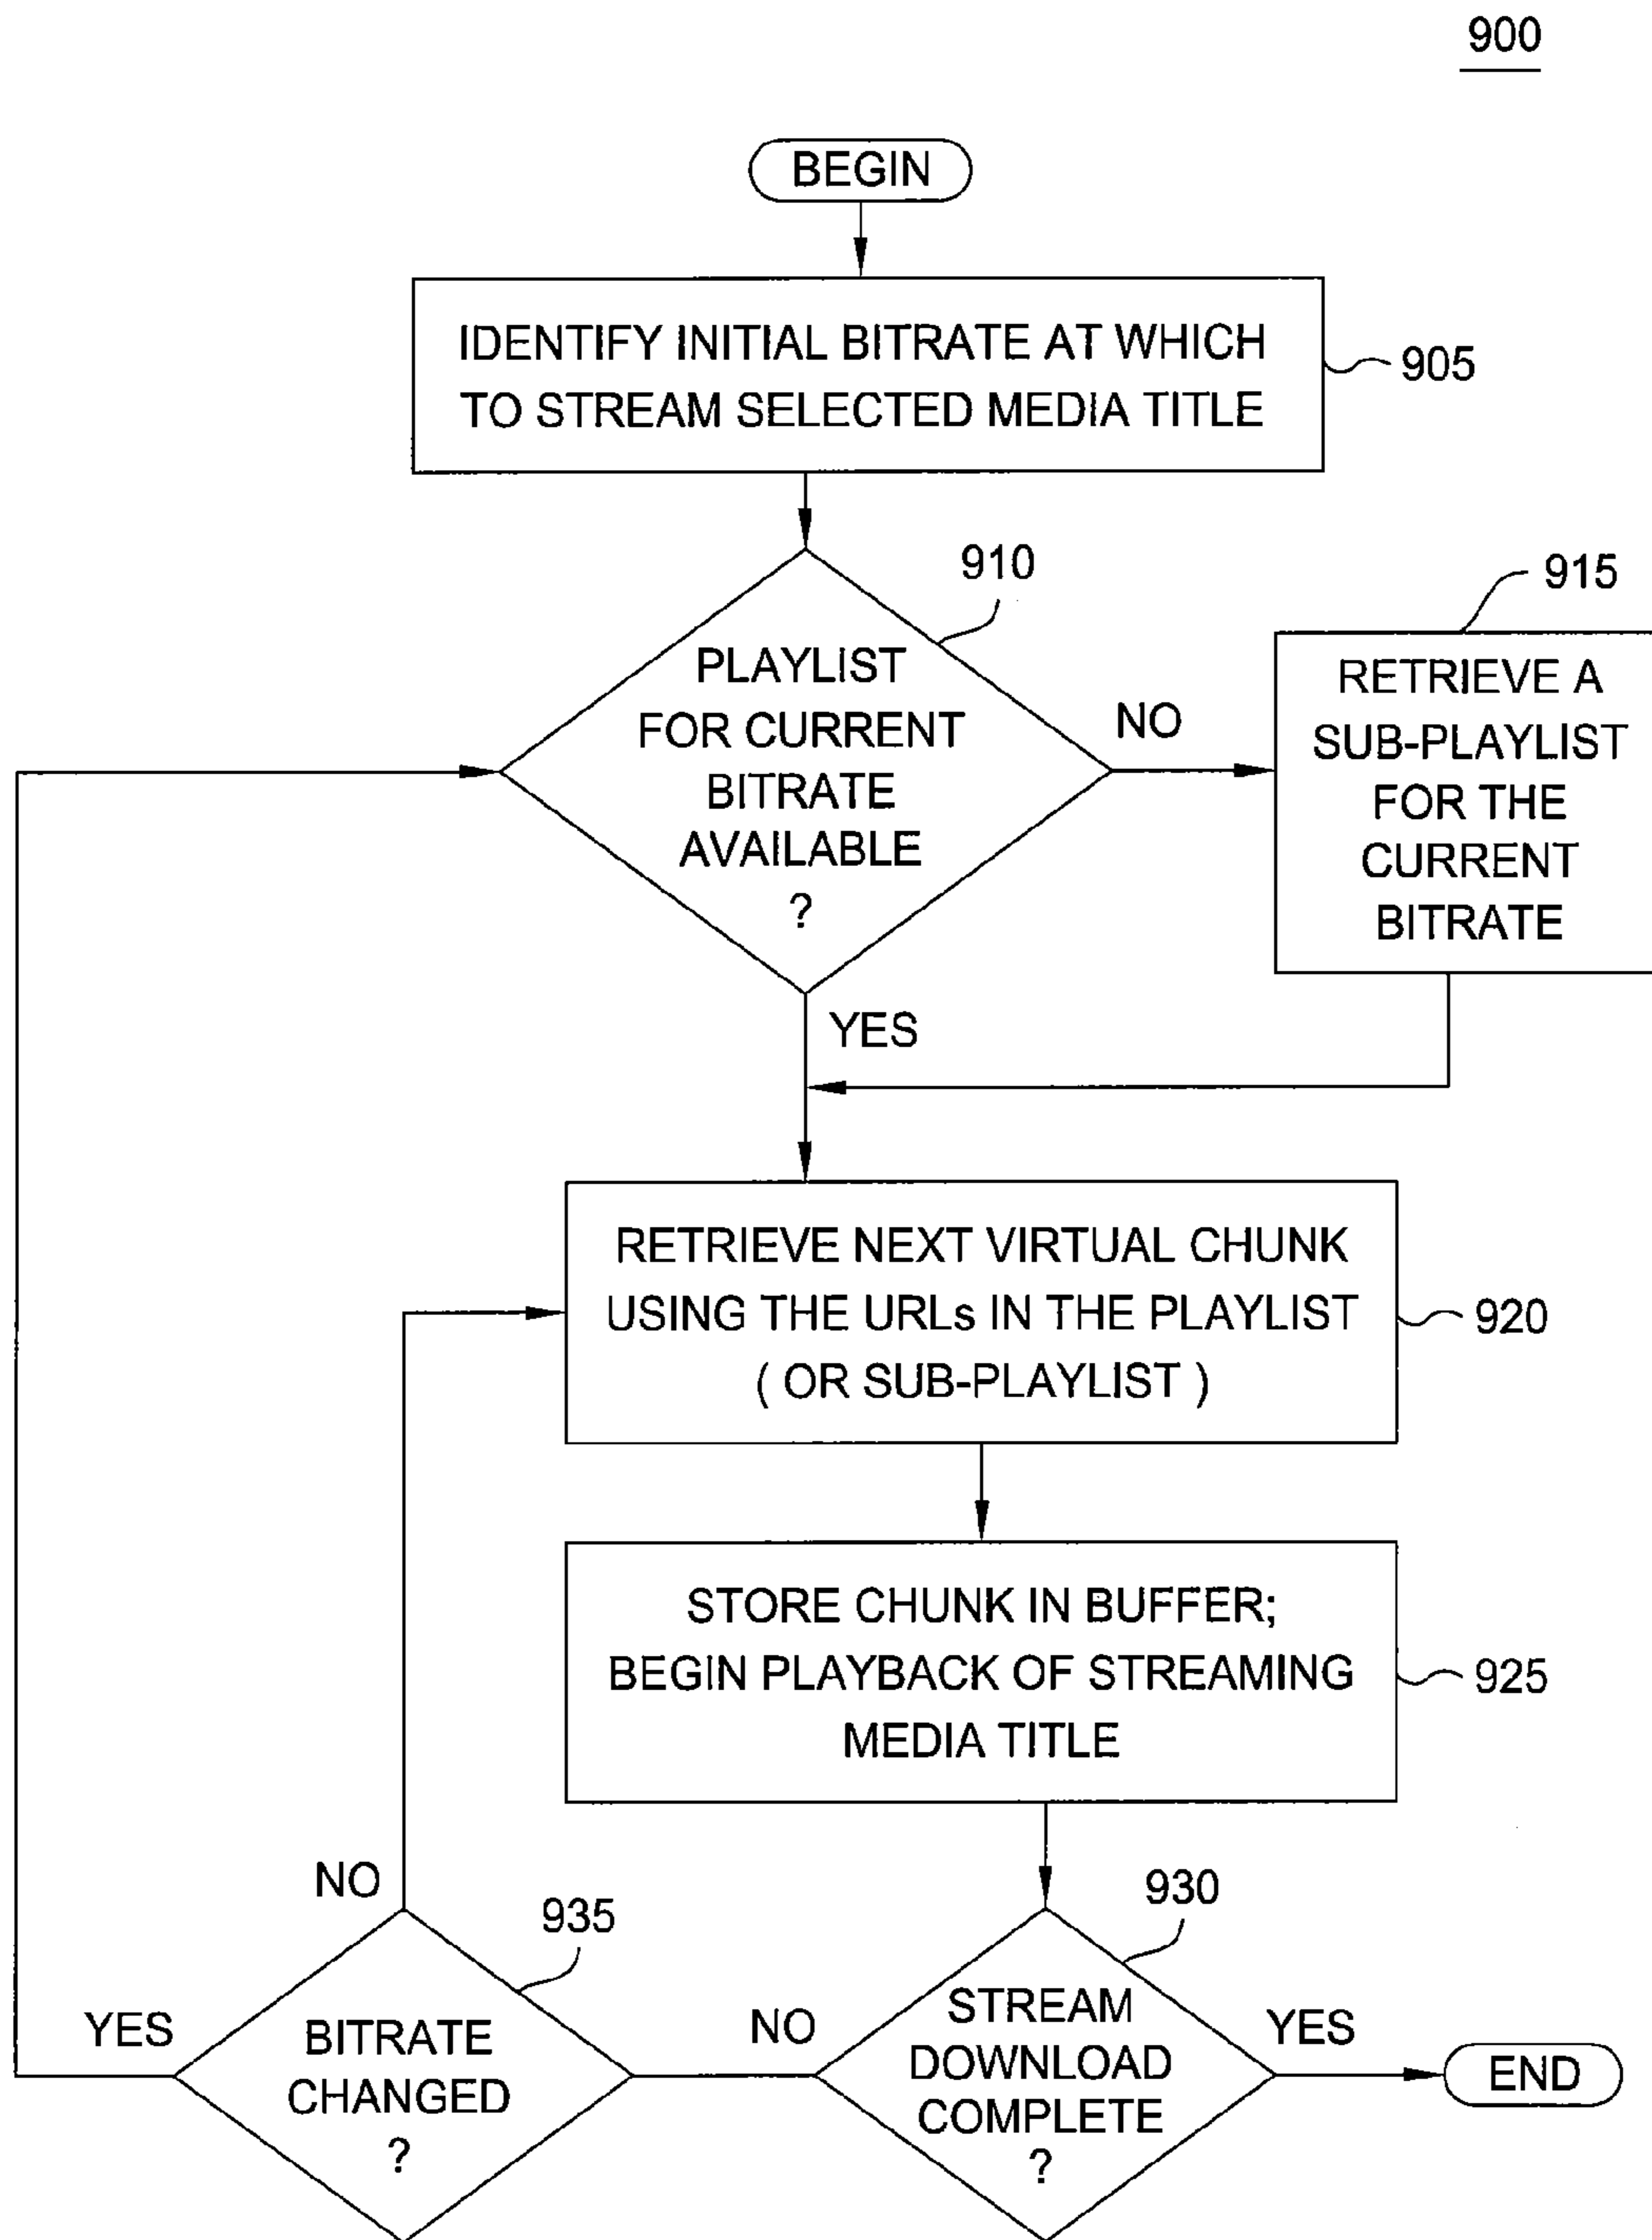 900
BEGIN
IDENTIFY INITIAL BITRATE AT WHICH
TO STREAM SELECTED MEDIA TITLE
905
910
PLAYLIST
FOR CURRENT
BITRATE
AVAILABLE
?
NO
915
RETRIEVE A
SUB-PLAYLIST
FOR THE
CURRENT
BITRATE
YES
RETRIEVE NEXT VIRTUAL CHUNK
USING THE URLs IN THE PLAYLIST
( OR SUB-PLAYLIST )
920
STORE CHUNK IN BUFFER;
BEGIN PLAYBACK OF STREAMING
MEDIA TITLE
925
930
STREAM
DOWNLOAD
COMPLETE
?
YES
END
NO
935
BITRATE
CHANGED
?
NO
YES